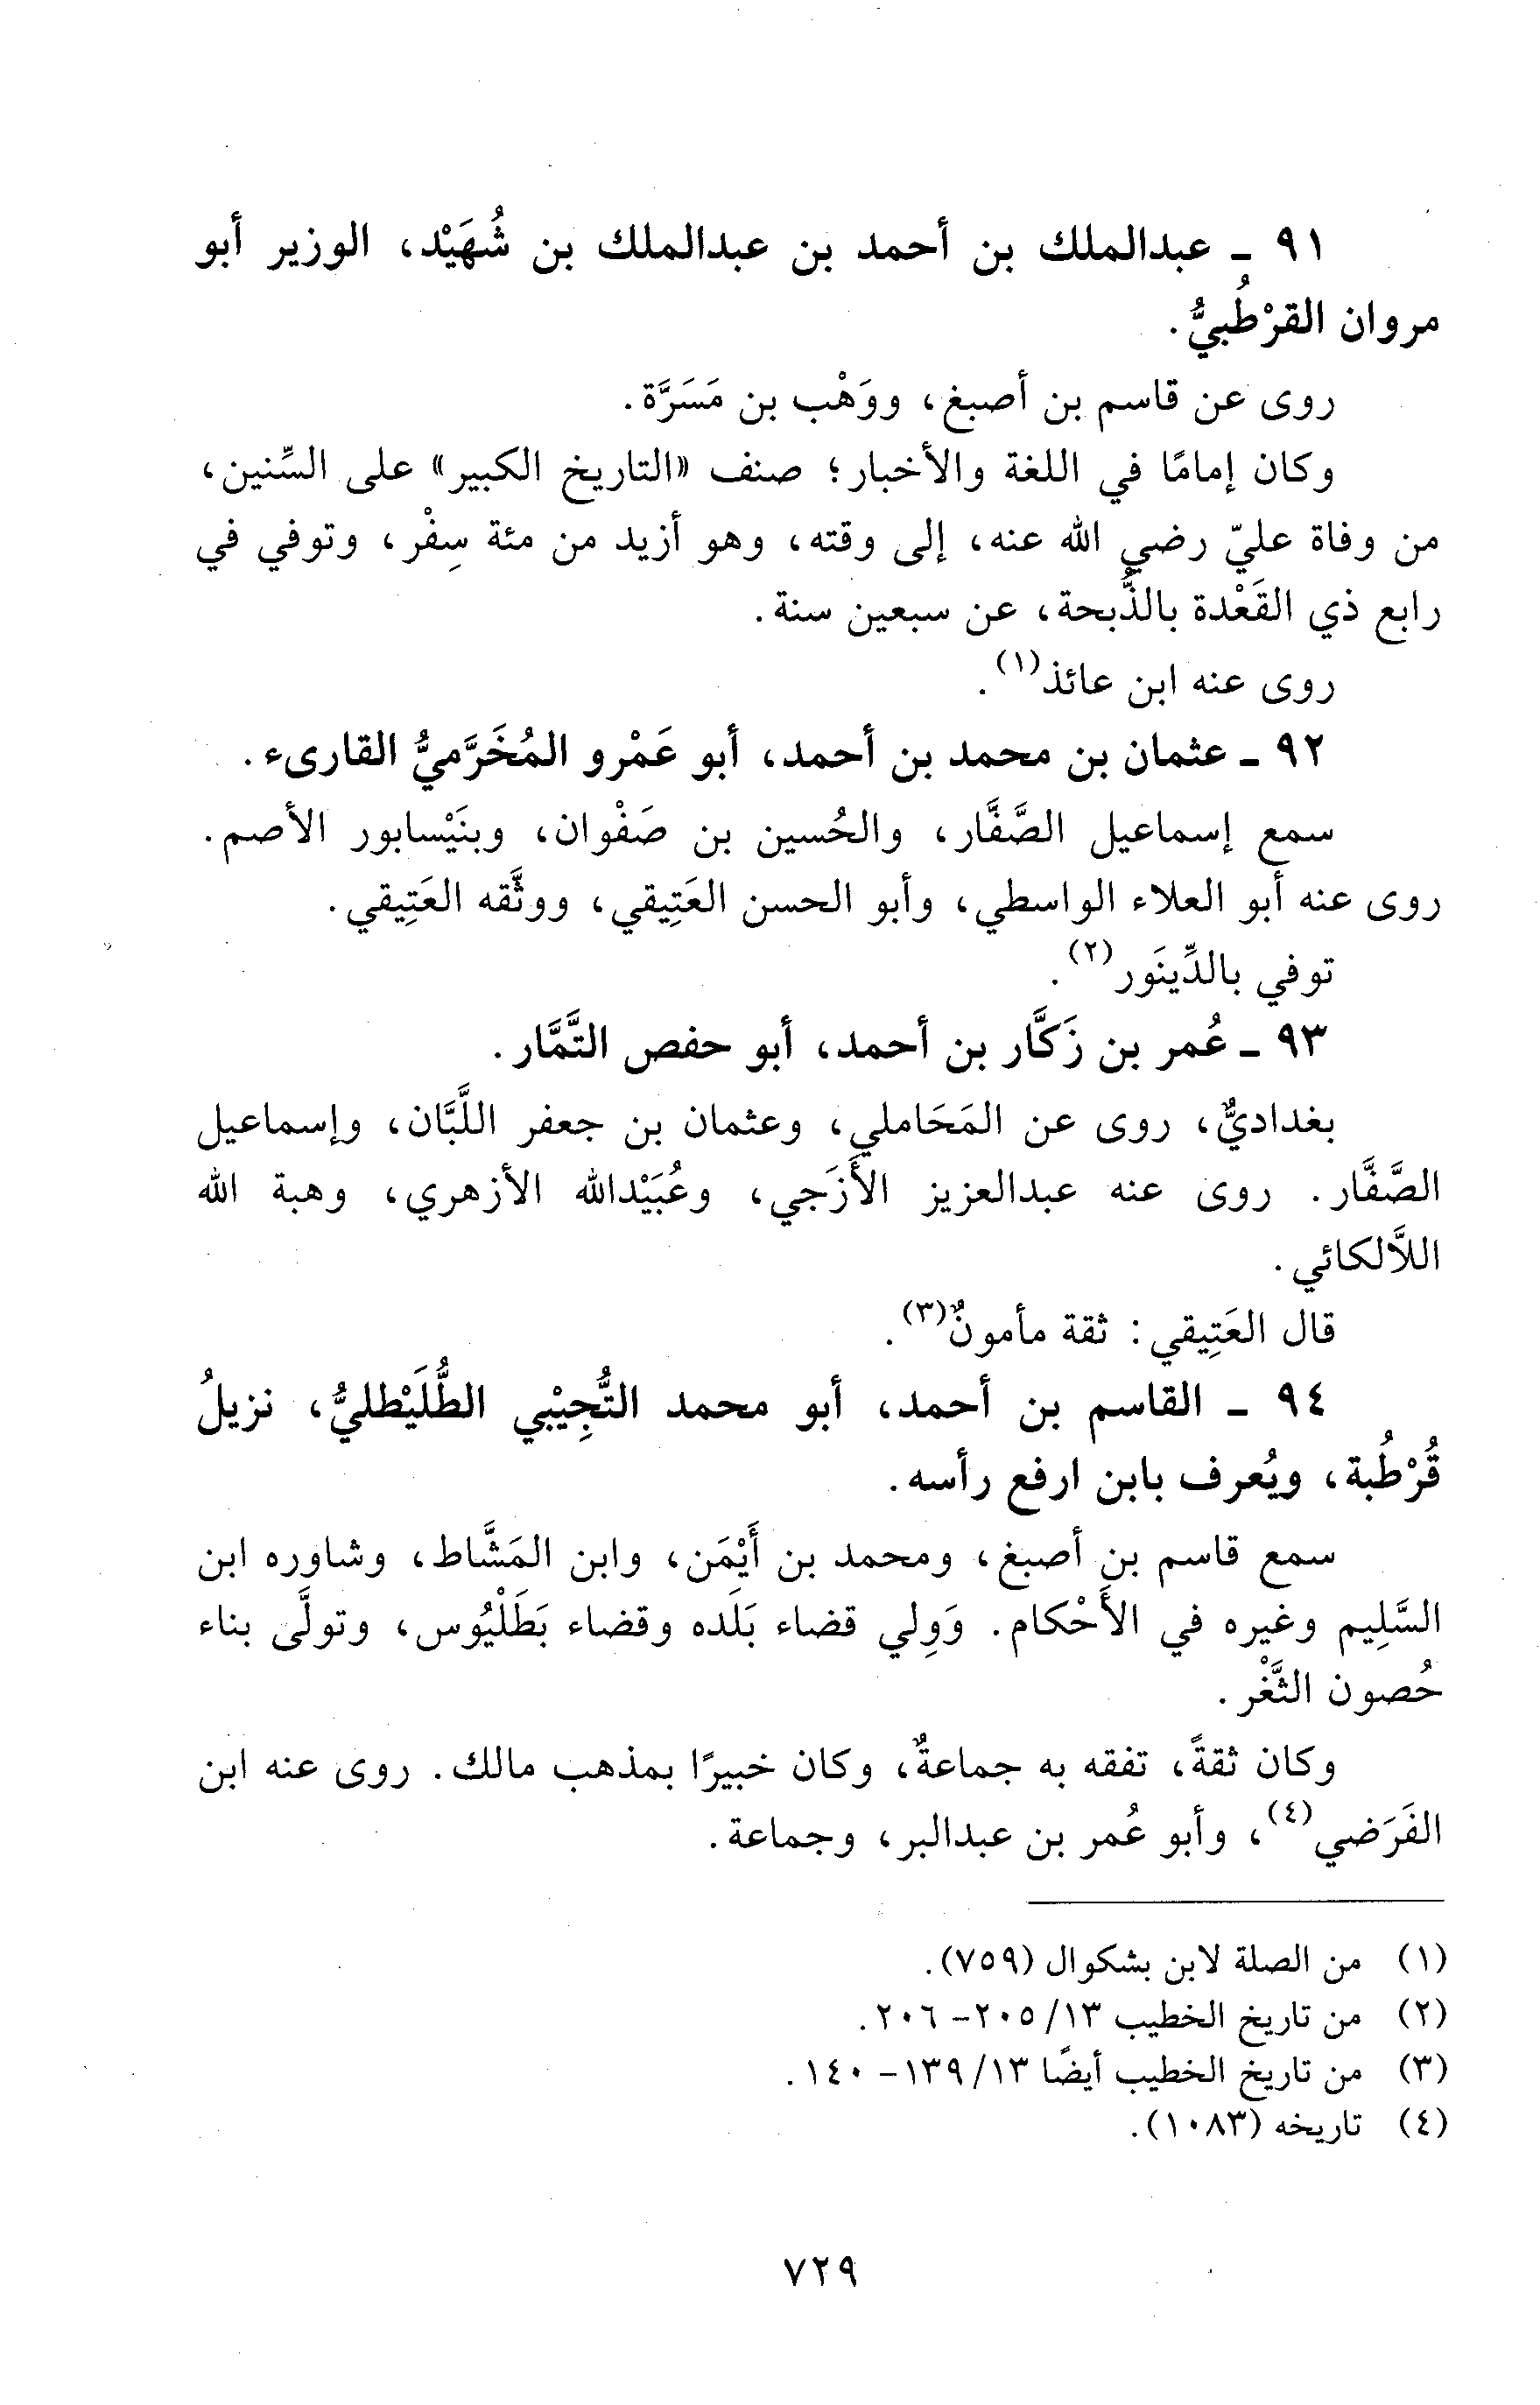 ٩١ ـ عبدالملك بن أحمد بن عبدالملك بن شُهَيْد، الوزير أبو
مروان القرْطُبيُّ.
روى عن قاسم بن أصبغ، ووَهْب بن مَسَرَّة.
وكان إمامًا في اللغة والأخبار؛ صنف «التاريخ الكبير» على السِّنين،
من وفاة عليّ رضي الله عنه، إلى وقته، وهو أزيد من مئة سِفْر، وتوفي في
رابع ذي القَعْدة بالذُّبحة، عن سبعين سنة.
روى عنه ابن عائذ(١).
٩٢ ـ عثمان بن محمد بن أحمد، أبو عَمْرو المُخَرَّميُّ القارىء.
سمع إسماعيل الصَّفَّار، والحُسين بن صَفْوان، وبنَيْسابور الأصم.
روى عنه أبو العلاء الواسطي، وأبو الحسن العَتِيقي، ووثَّقه العَتِيقي.
توفي بالدِّينَور(٢).
٩٣ ـ عُمر بن زَكَّار بن أحمد، أبو حفص التَّمَّار.
بغداديٌّ، روى عن المَحَاملي، وعثمان بن جعفر اللَّبَّان، وإسماعيل
الصَّفَّار. روى عنه عبدالعزيز الأَزَجي، وعُبَيْدالله الأزهري، وهبة الله
اللاَّلكائي.
قال العَتِيقي: ثقة مأمونٌ(٣).
٩٤ ـ القاسم بن أحمد، أبو محمد التُّجِيْبي الطُّلَيْطليُّ، نزيلُ
قُرْطُبة، ويُعرف بابن ارفع رأسه.
سمع قاسم بن أصبغ، ومحمد بن أَيْمَن، وابن المَشَّاط، وشاوره ابن
السَّلِيم وغيره في الأَحْكام. وَوِلي قضاء بَلَده وقضاء بَطَلْيُوس، وتولَّى بناء
حُصون الثَّغْر.
وكان ثقةً، تفقه به جماعةٌ، وكان خبيرًا بمذهب مالك. روى عنه ابن
الفَرَضي(٤)، وأبو عُمر بن عبدالبر، وجماعة.
(١) من الصلة لابن بشكوال (٧٥٩).
(٢) من تاريخ الخطيب ١٣/ ٢٠٥- ٢٠٦.
(٣) من تاريخ الخطيب أيضًا ١٣/ ١٣٩- ١٤٠.
(٤) تاريخه (١٠٨٣).
٧٢٩